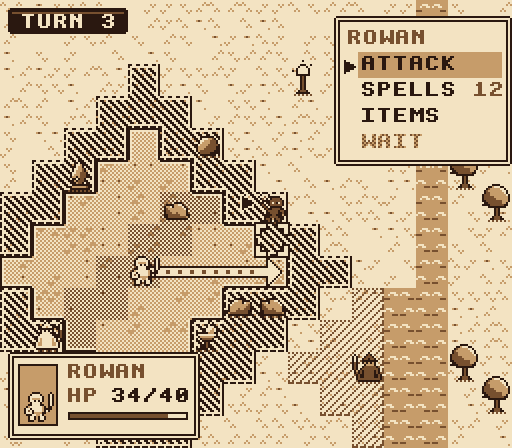 TURN 3
ROWAN
ATTACK
SPELLS 12
ITEMS
WAIT
ROWAN
HP 34/40